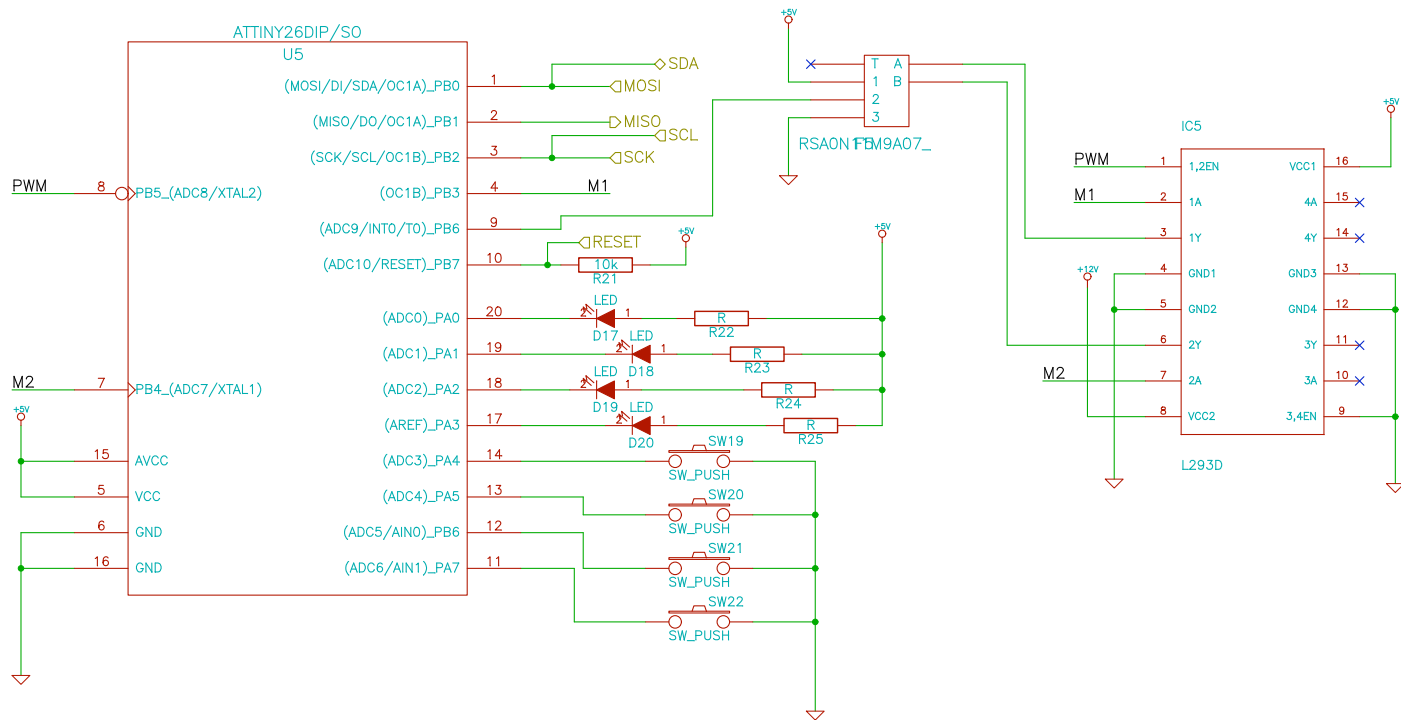 ATTINY26DIP/SO
U5
(MOSI/DI/SDA/OC1A)_PB0
1
SDA
MOSI
(MISO/DO/OC1A)_PB1
2
MISO
(SCK/SCL/OC1B)_PB2
3
SCL
SCK
PWM
8
PB5_(ADC8/XTAL2)
(OC1B)_PB3
4
M1
(ADC9/INT0/T0)_PB6
9
(ADC10/RESET)_PB7
10
RESET
10k
R21
+5V
(ADC0)_PA0
20
LED
2
1
D17
R
R22
+5V
(ADC1)_PA1
19
LED
2
1
D18
R
R23
M2
7
PB4_(ADC7/XTAL1)
(ADC2)_PA2
18
LED
2
1
D19
R
R24
(AREF)_PA3
17
LED
2
1
D20
R
R25
+5V
15
AVCC
(ADC3)_PA4
14
SW19
SW_PUSH
5
VCC
(ADC4)_PA5
13
SW20
SW_PUSH
6
GND
(ADC5/AIN0)_PB6
12
SW21
SW_PUSH
16
GND
(ADC6/AIN1)_PA7
11
SW22
SW_PUSH
+5V
T A
1 B
2
3
IC5
+5V
PWM
1
1,2EN
VCC1
16
M1
2
1A
4A
15
3
1Y
4Y
14
+12V
4
GND1
GND3
13
5
GND2
GND4
12
6
2Y
3Y
11
M2
7
2A
3A
10
8
VCC2
3,4EN
9
L293D